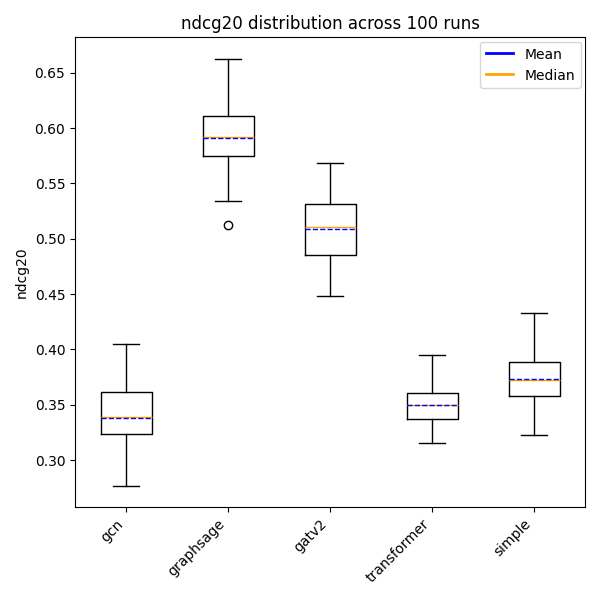 ndcg20 distribution across 100 runs
Mean
Median
ndcg20
0.65
0.60
0.55
0.50
0.45
0.40
0.35
0.30
gcn
graphsage
gatv2
transformer
simple